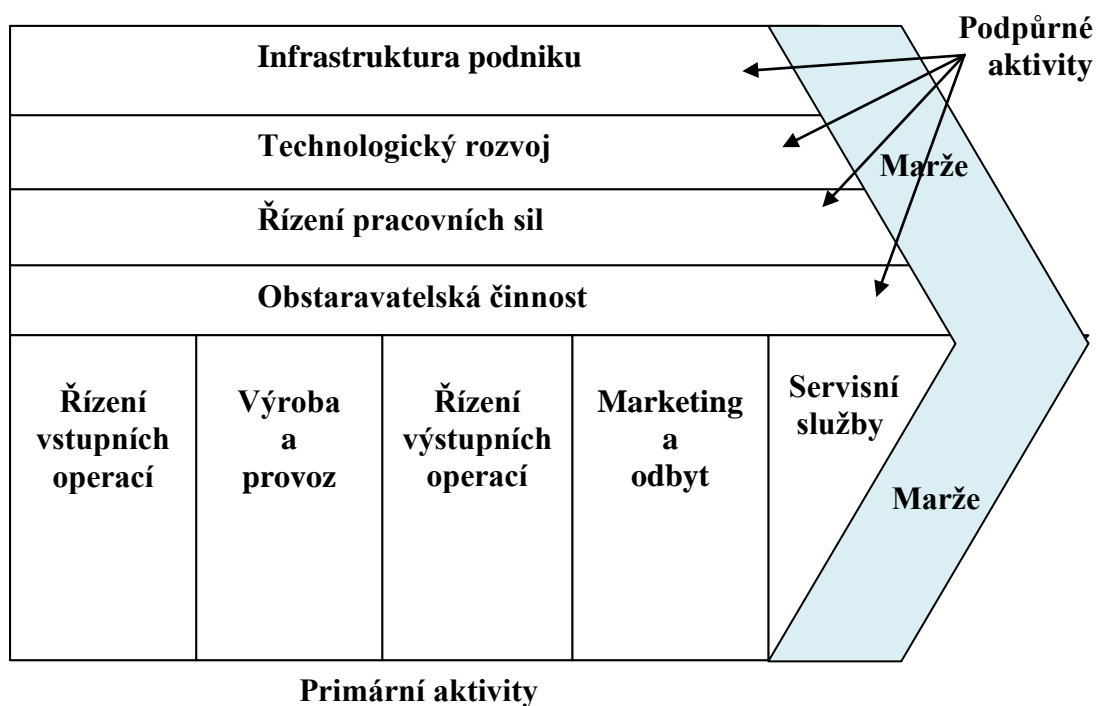 Podpůrné
aktivity
Infrastruktura podniku
Technologický rozvoj
Marže
Řízení pracovních sil
Obstaravatelská činnost
Řízení
vstupních
operací
Výroba
a
provoz
Řízení
výstupních
operací
Marketing
a
odbyt
Servisní
služby
Marže
Primární aktivity